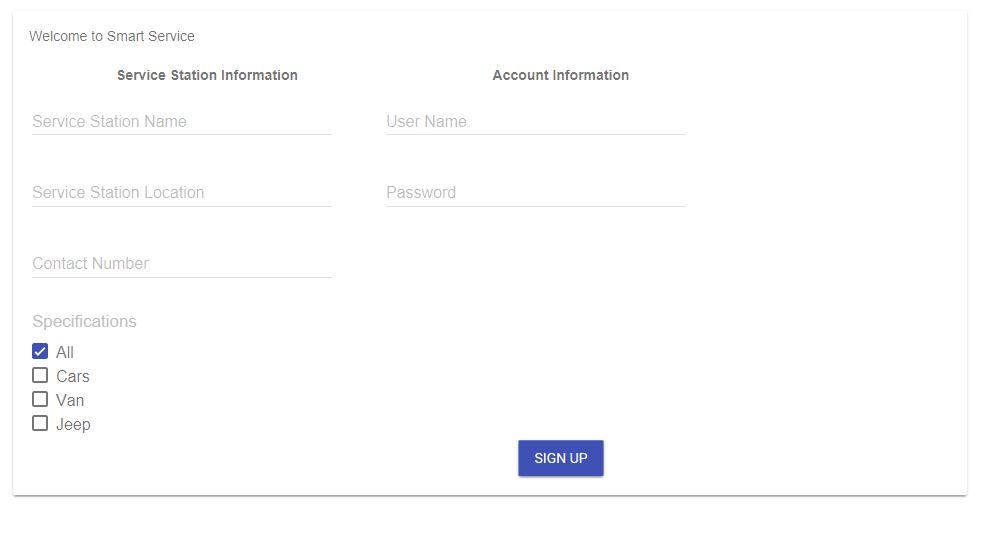 Welcome to Smart Service
Service Station Information
Account Information
Service Station Name
User Name
Service Station Location
Password
Contact Number
Specifications
All
Cars
Van
Jeep
SIGN UP